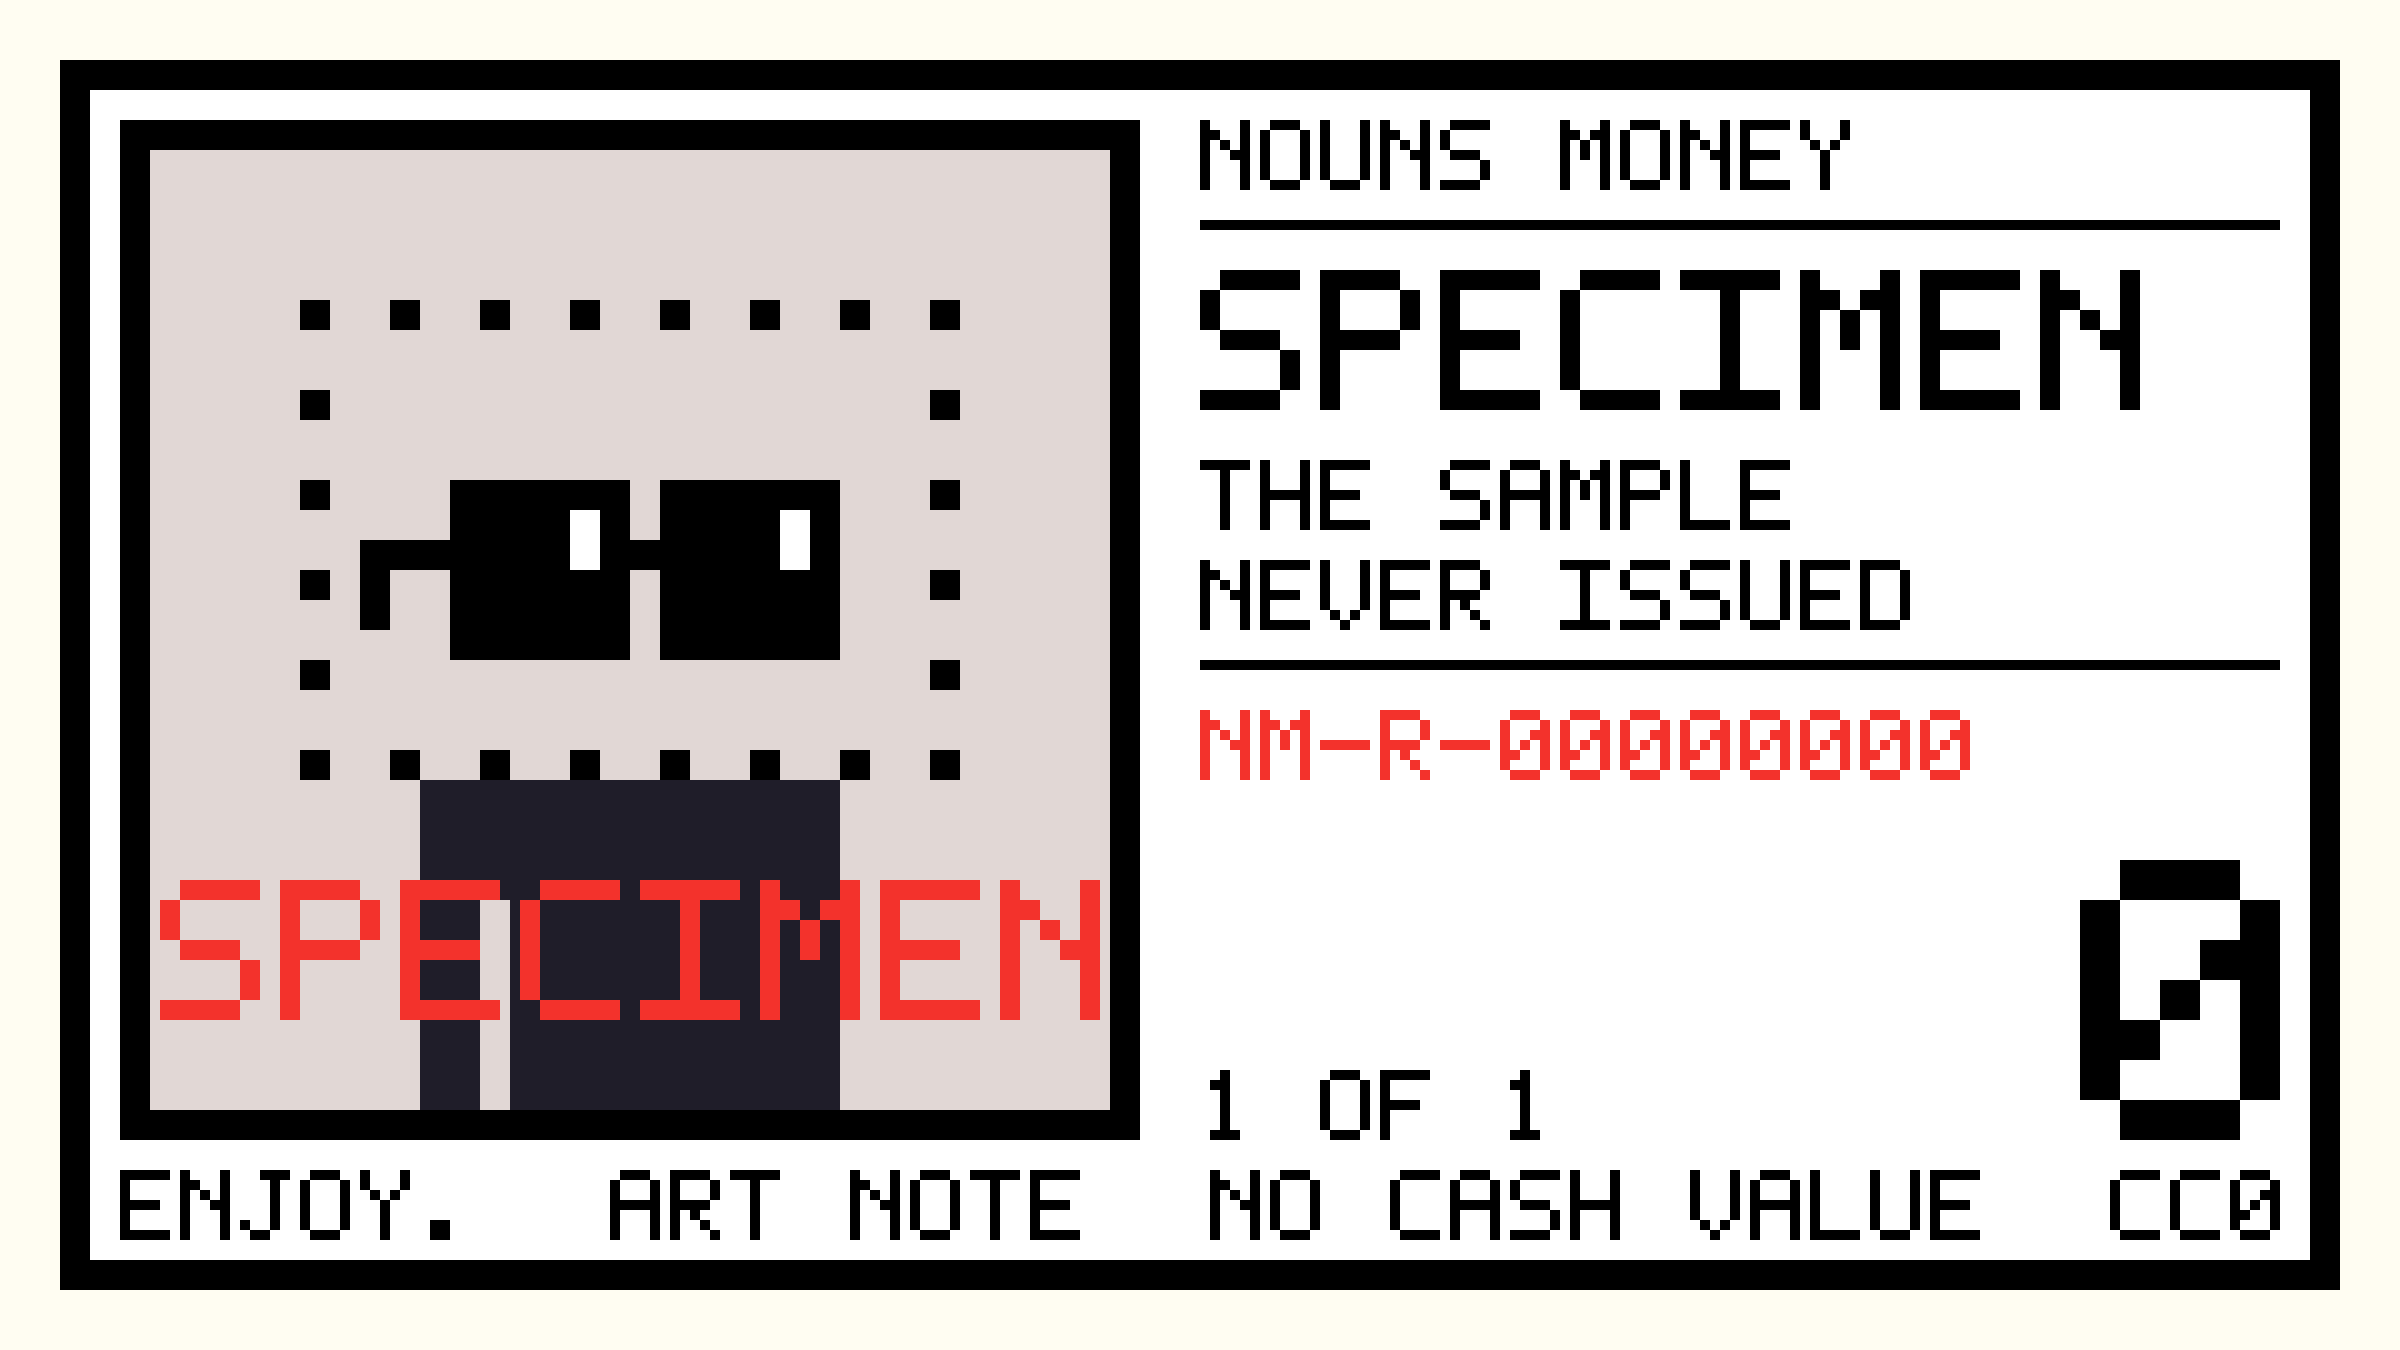 NOUNS MONEY
SPECIMEN
THE SAMPLE
NEVER ISSUED
NM-R-00000000
SPECIMEN
0
1 OF 1
ENJOY. ART NOTE NO CASH VALUE CC0